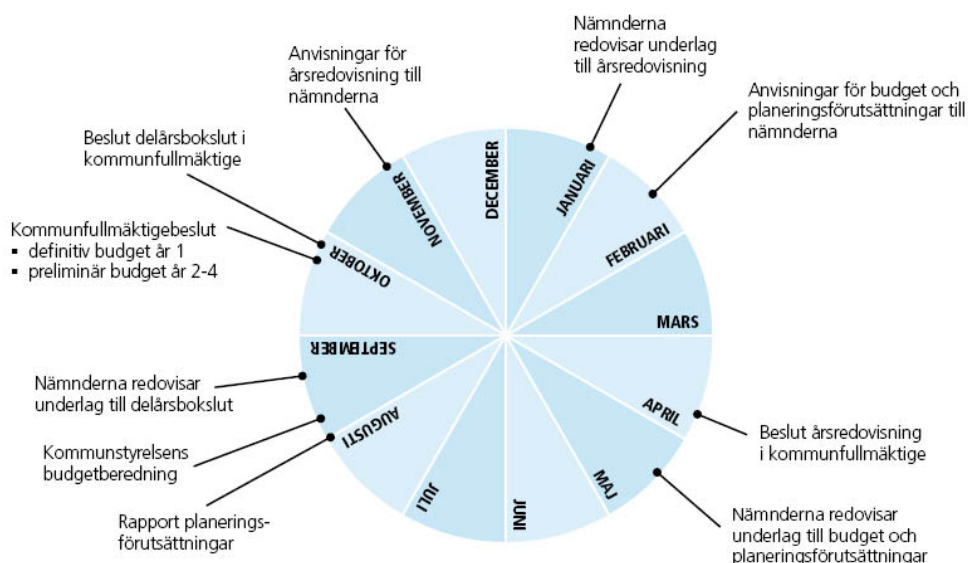 Nämnderna
redovisar underlag
till årsredovisning
Anvisningar för budget och
planeringsförutsättningar till
nämnderna
Beslut årsredovisning
i kommunfullmäktige
Nämnderna redovisar
underlag till budget och
planeringsförutsättningar
Rapport planerings-
förutsättningar
Kommunstyrelsens
budgetberedning
Nämnderna redovisar
underlag till delårsbokslut
Kommunfullmäktigebeslut
▪ definitiv budget år 1
▪ preliminär budget år 2-4
Beslut delårsbokslut i
kommunfullmäktige
Anvisningar för
årsredovisning till
nämnderna
JANUARI
FEBRUARI
MARS
APRIL
MAJ
JUNI
JULI
AUGUSTI
SEPTEMBER
OKTOBER
NOVEMBER
DECEMBER